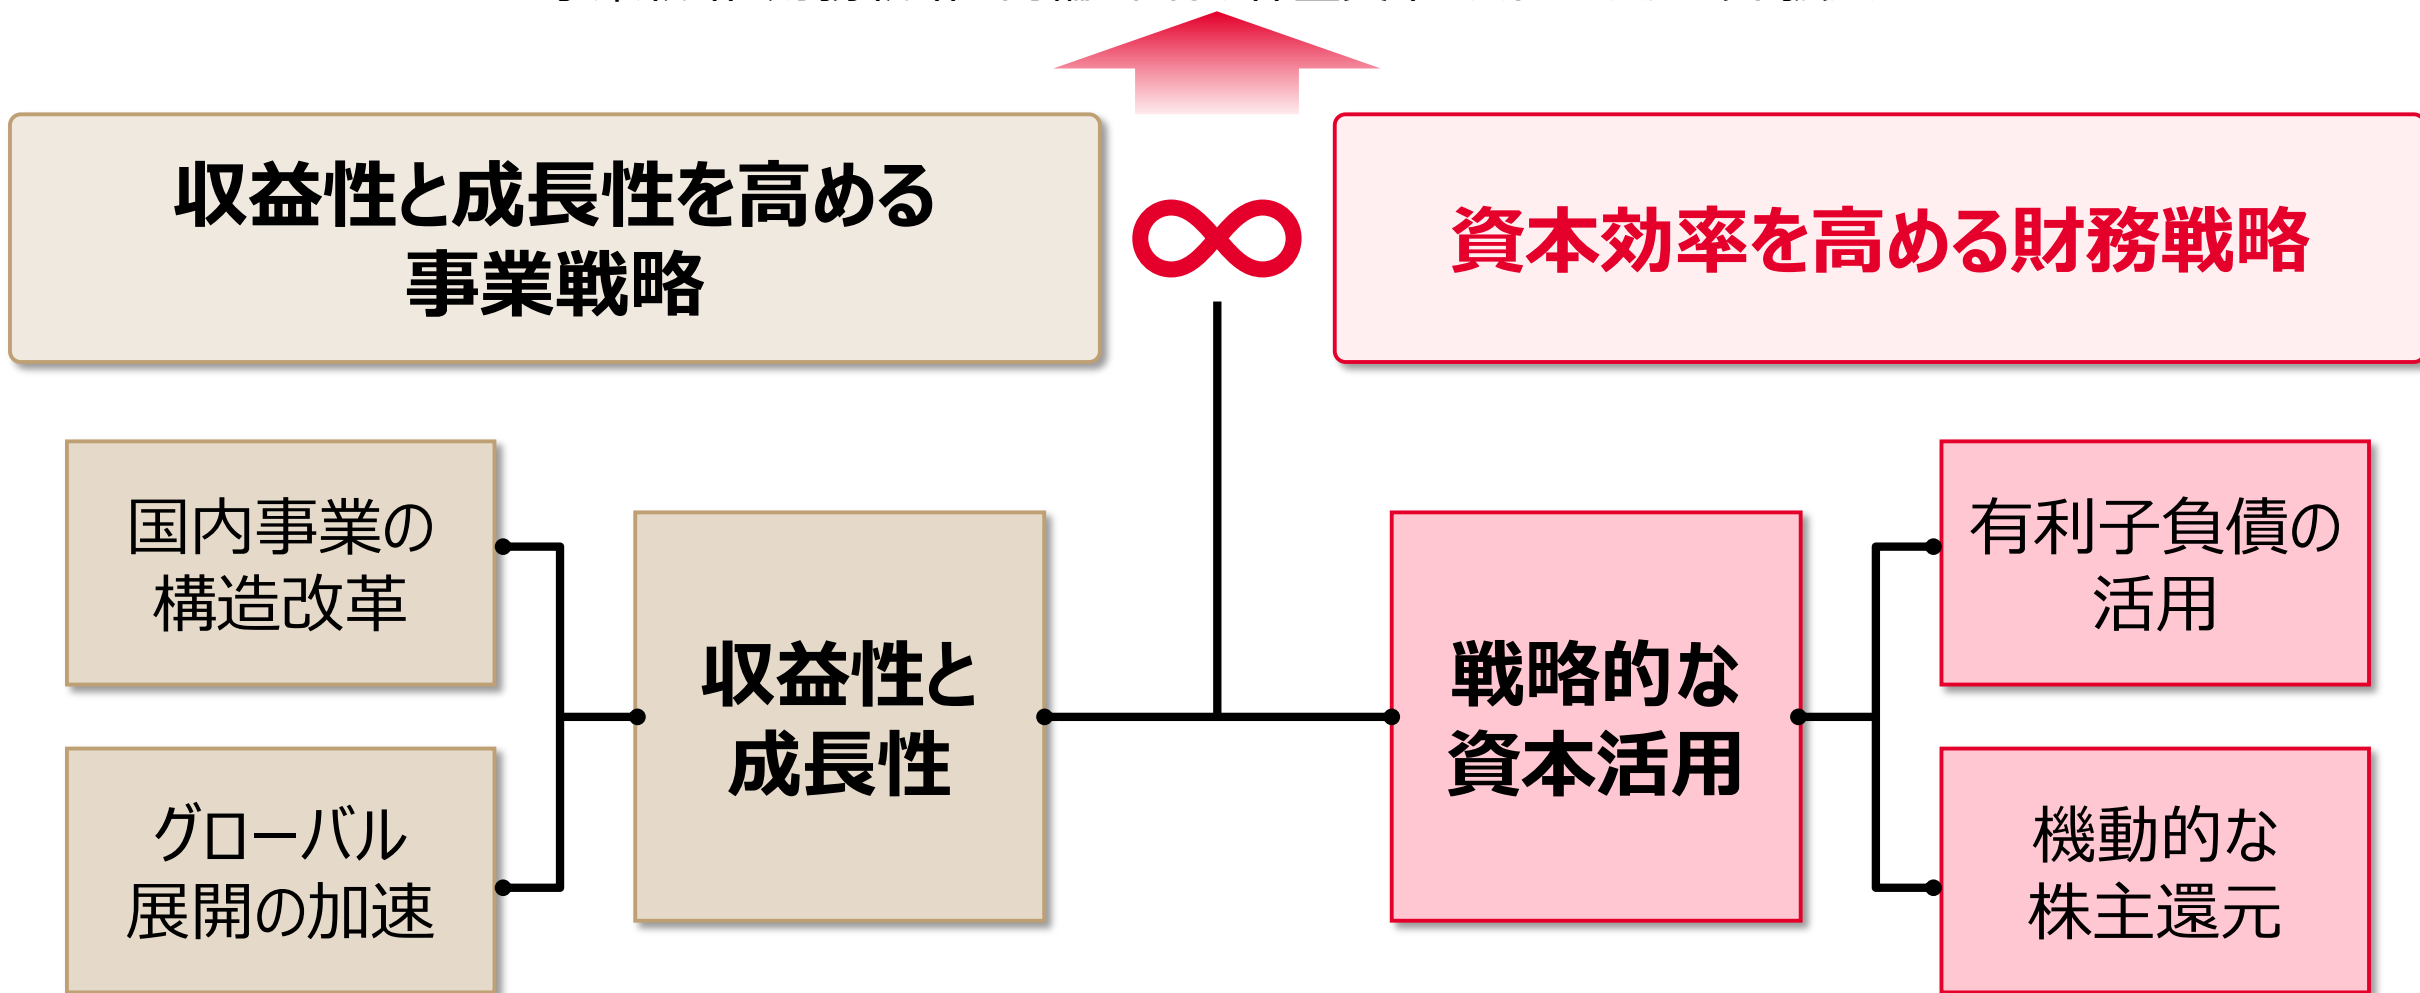 収益性と成長性を高める
事業戦略
∞
資本効率を高める財務戦略
国内事業の
構造改革
グローバル
展開の加速
収益性と
成長性
戦略的な
資本活用
有利子負債の
活用
機動的な
株主還元